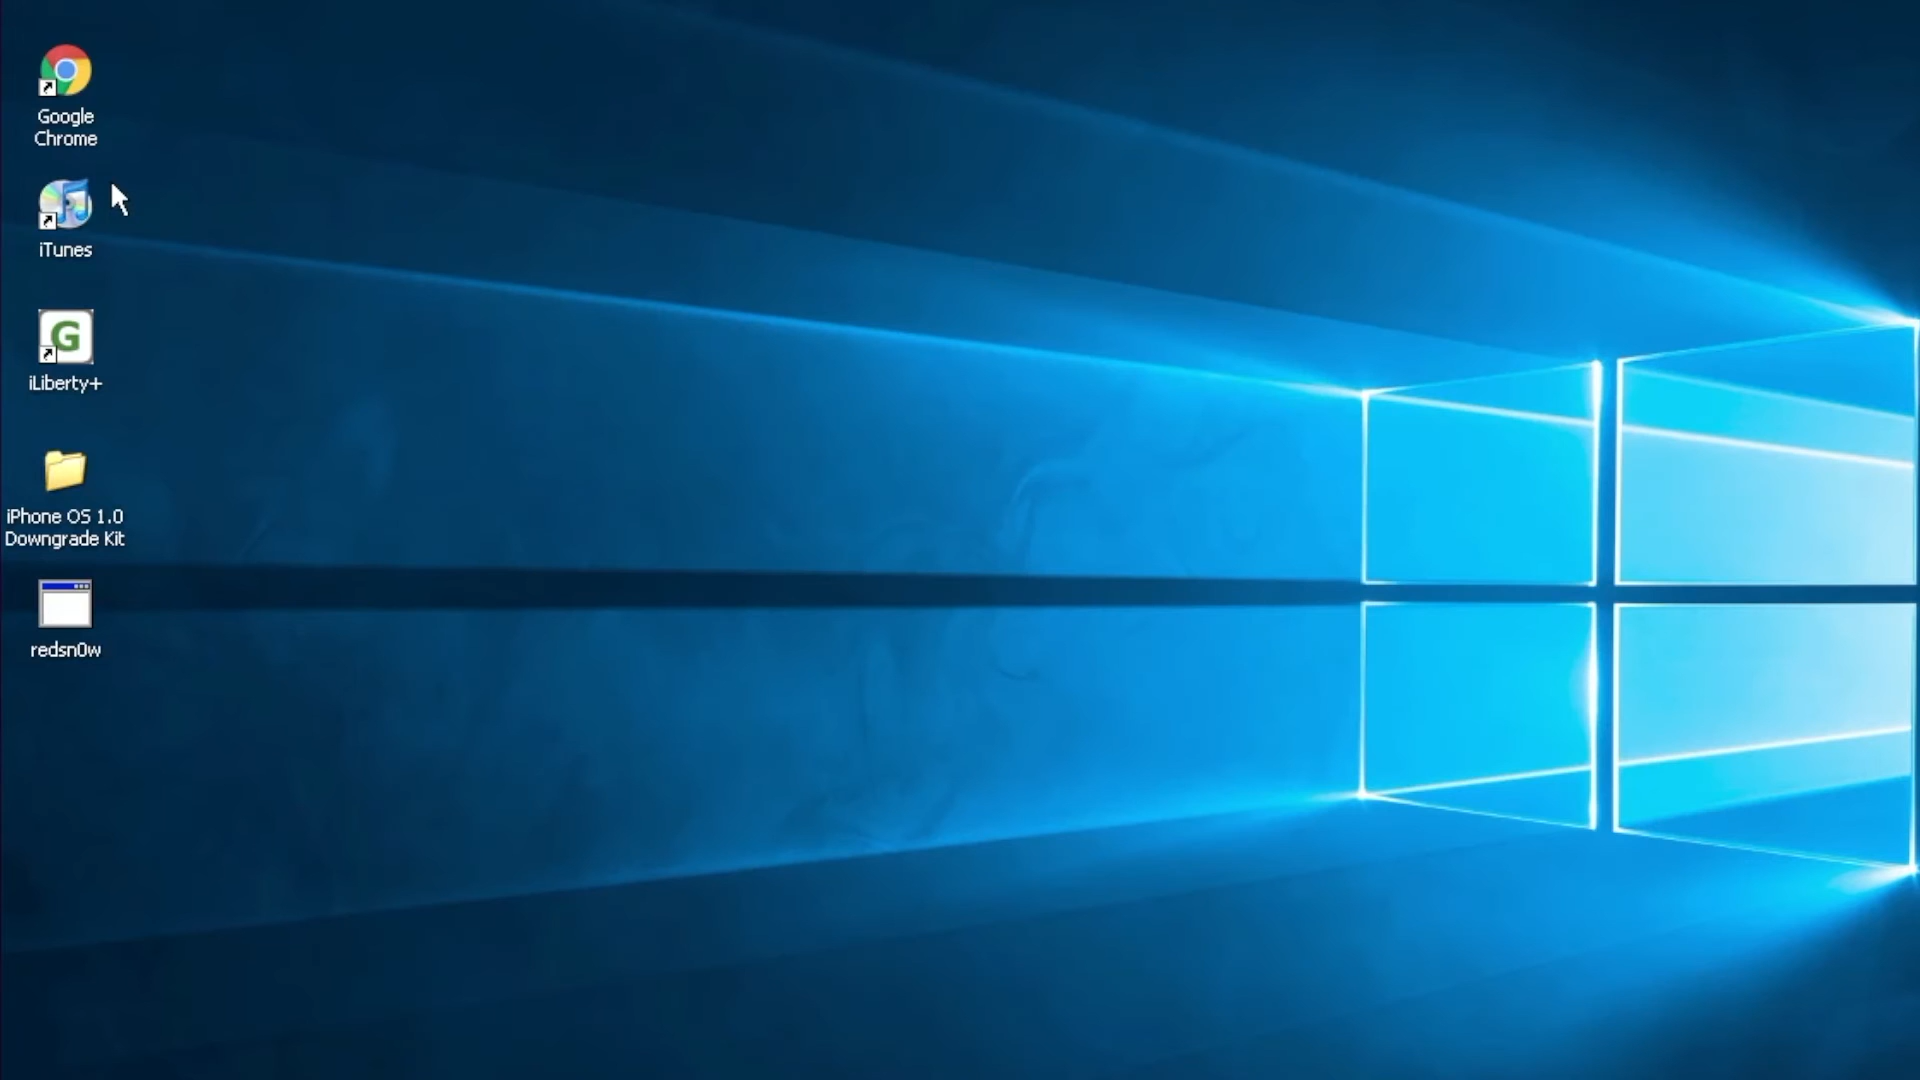 Google
Chrome
iTunes
iLiberty+
iPhone OS 1.0
Downgrade Kit
redsn0w